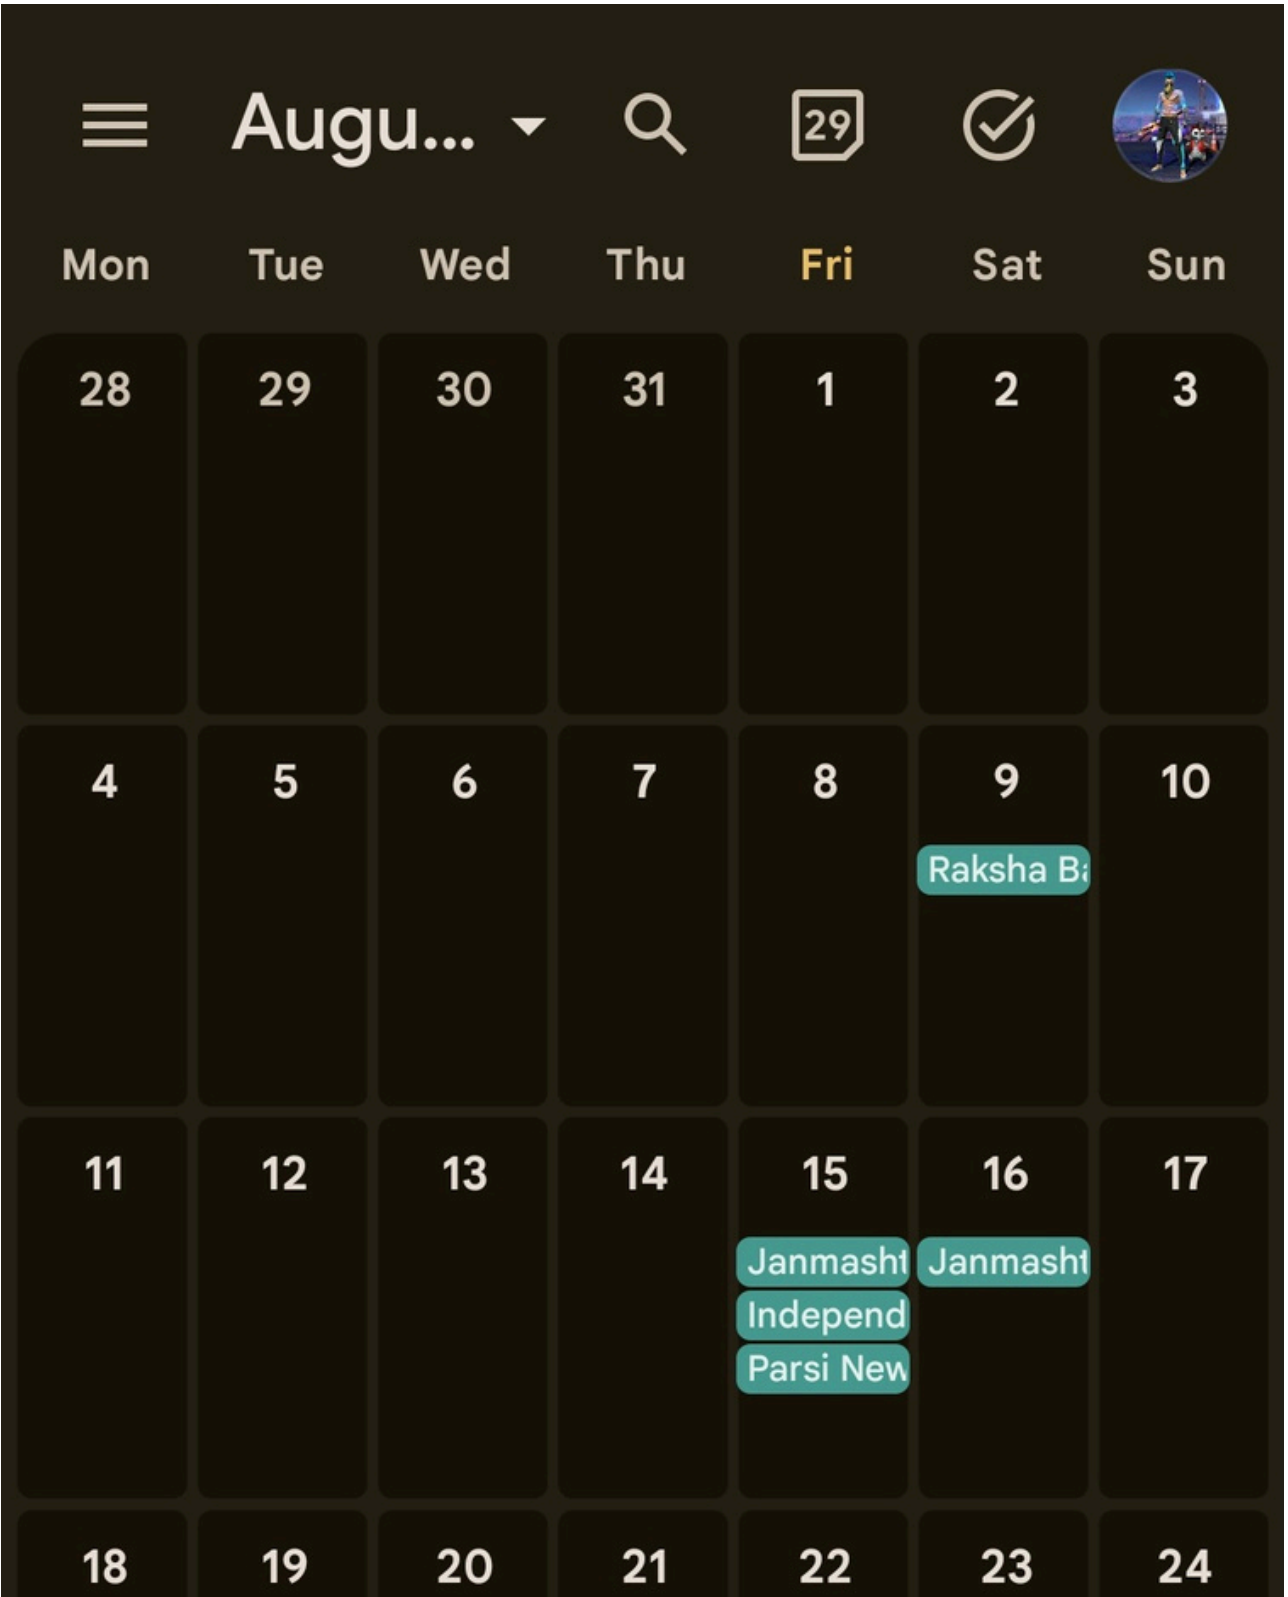 Augu...
29
Mon Tue Wed Thu Fri Sat Sun
28 29 30 31 1 2 3
4 5 6 7 8 9 10
Raksha Ba
11 12 13 14 15 16 17
Janmasht Janmasht
Independ
Parsi New
18 19 20 21 22 23 24